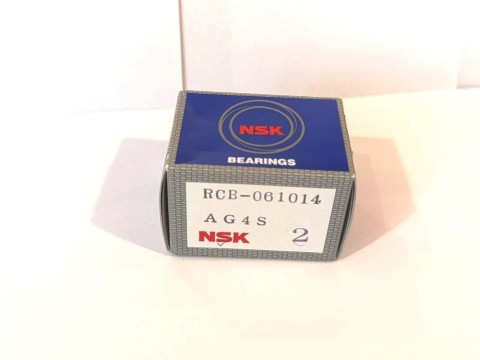 NSK
BEARINGS
RCB-061014
AG4S
NSK 2